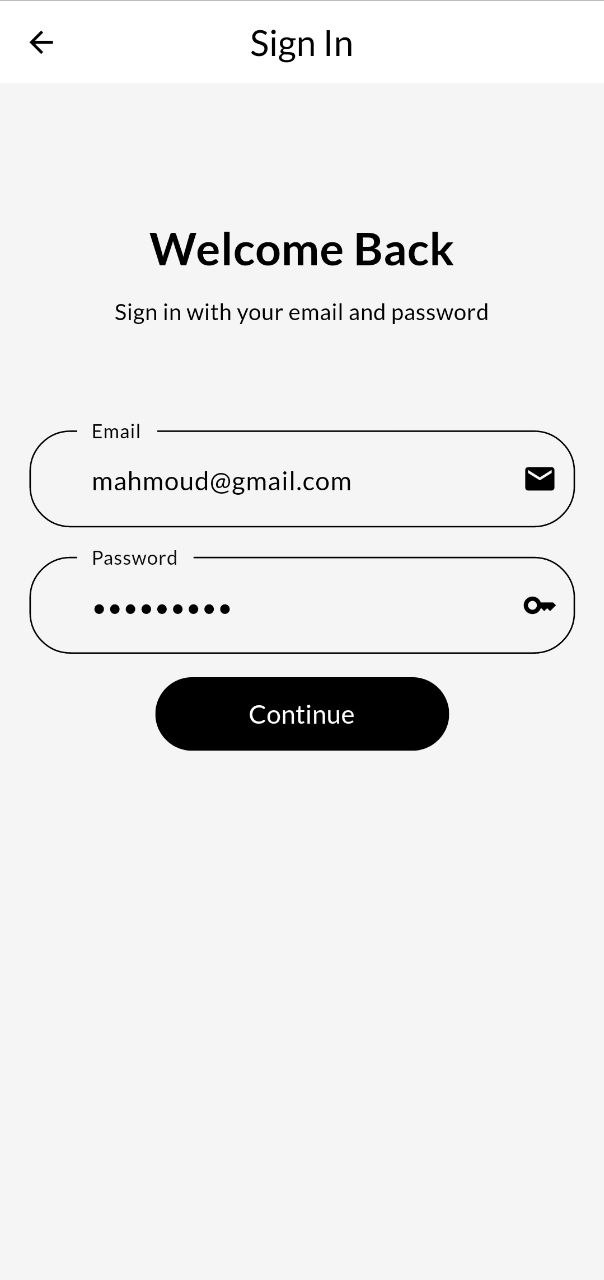 Sign In
Welcome Back
Sign in with your email and password
Email
mahmoud@gmail.com
Password
•••••••••
Continue